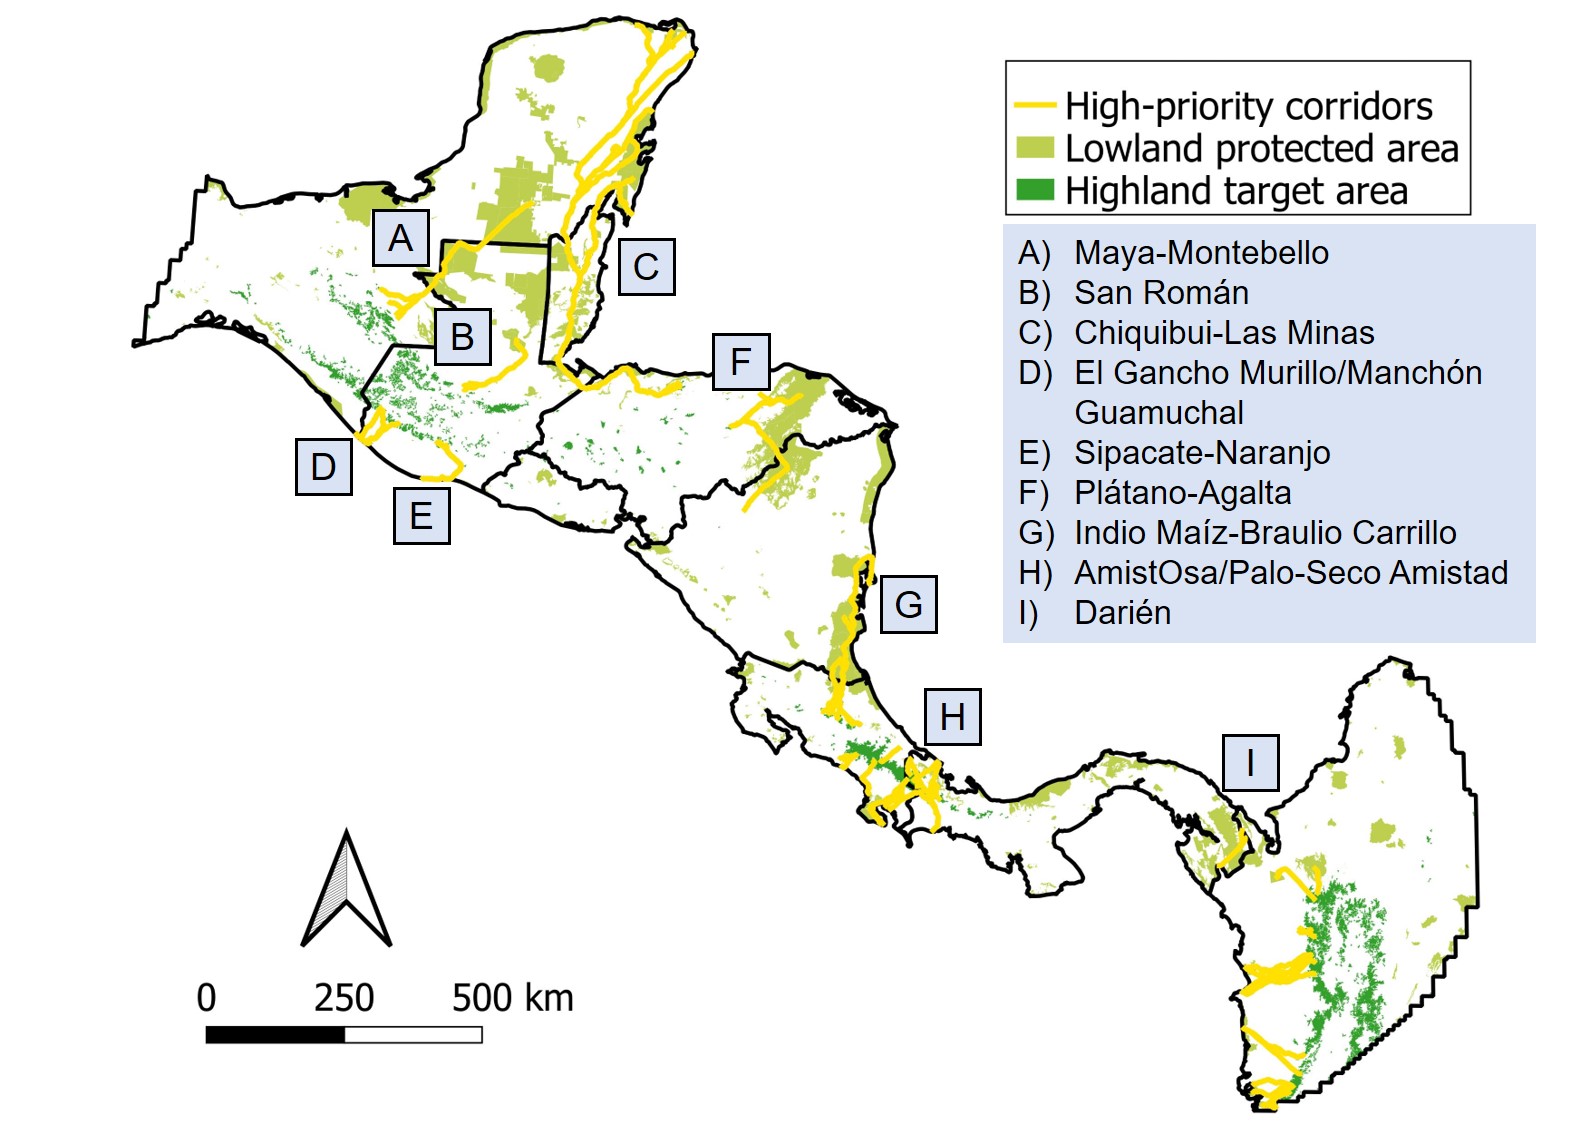 High-priority corridors
Lowland protected area
Highland target area
A) Maya-Montebello
B) San Román
C) Chiquibui-Las Minas
D) El Gancho Murillo/Manchón
Guamuchal
E) Sipacate-Naranjo
F) Plátano-Agalta
G) Indio Maíz-Braulio Carrillo
H) AmistOsa/Palo-Seco Amistad
I) Darién
A
B
C
D
E
F
G
H
I
0 250 500 km